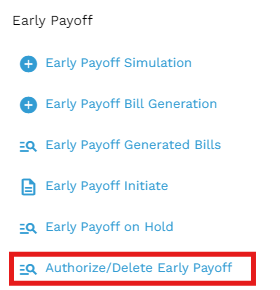 Early Payoff
Early Payoff Simulation
Early Payoff Bill Generation
Early Payoff Generated Bills
Early Payoff Initiate
Early Payoff on Hold
Authorize/Delete Early Payoff